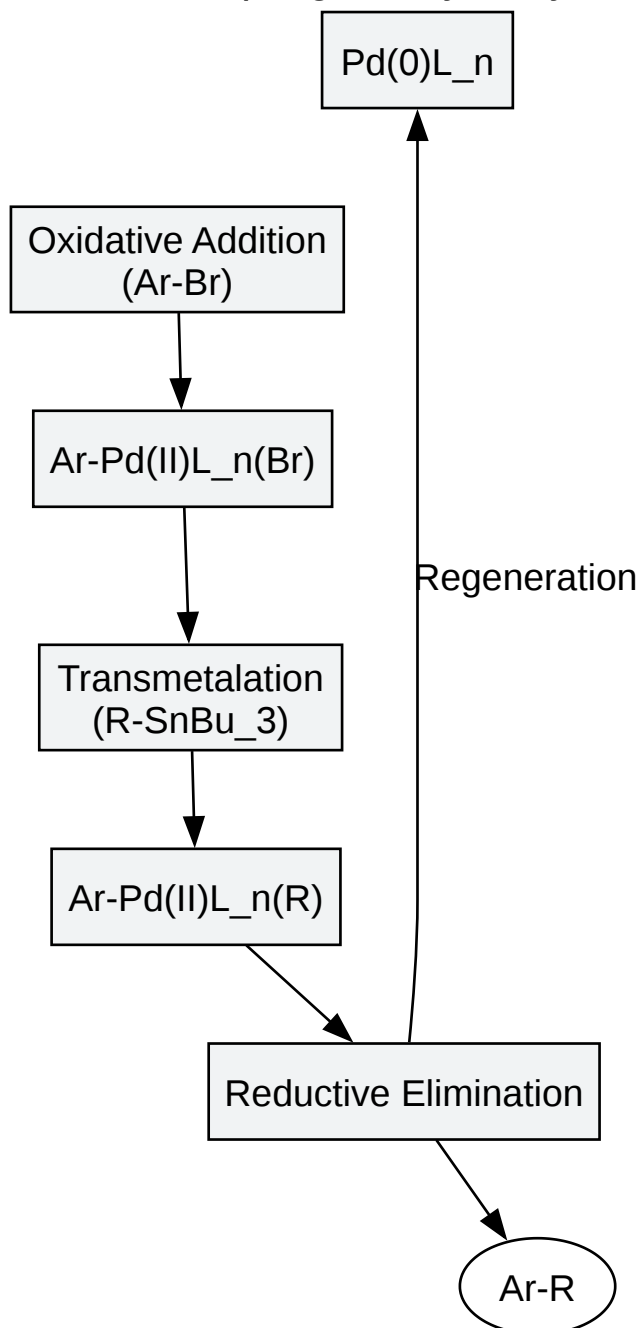 Pd(0)L_n
Oxidative Addition
(Ar-Br)
Ar-Pd(II)L_n(Br)
Regeneration
Transmetalation
(R-SnBu_3)
Ar-Pd(II)L_n(R)
Reductive Elimination
Ar-R